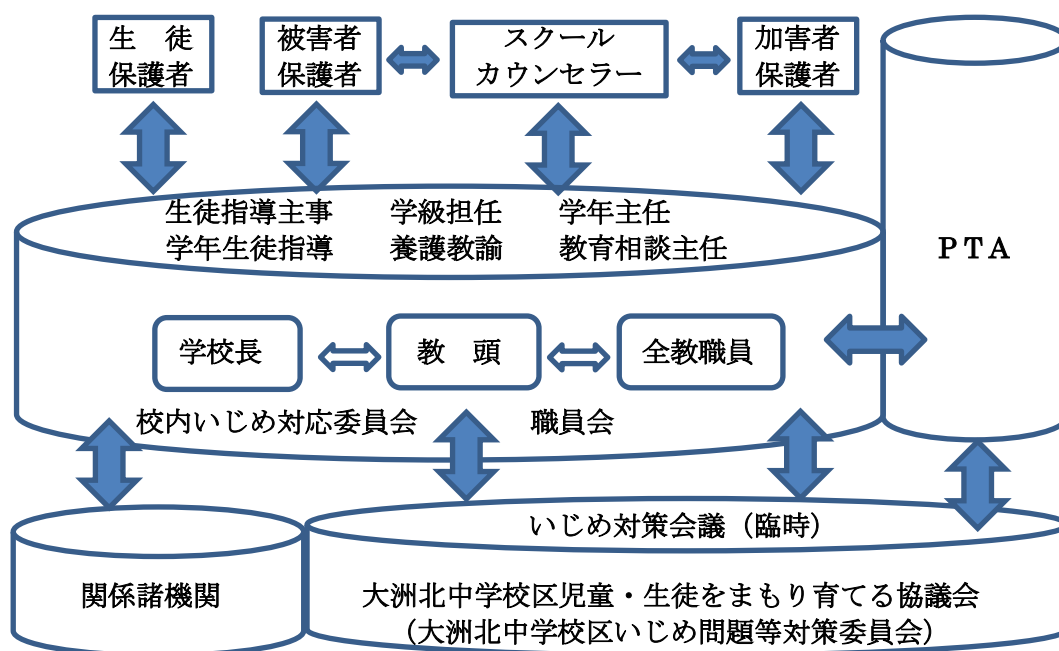 生　徒
保護者
被害者
保護者
スクール
カウンセラー
加害者
保護者
生徒指導主事　　学級担任　　学年主任
学年生徒指導　　養護教諭　　教育相談主任
ＰＴＡ
学校長
教　頭
全教職員
校内いじめ対応委員会　　　　職員会
いじめ対策会議（臨時）
関係諸機関
大洲北中学校区児童・生徒をまもり育てる協議会
（大洲北中学校区いじめ問題等対策委員会）